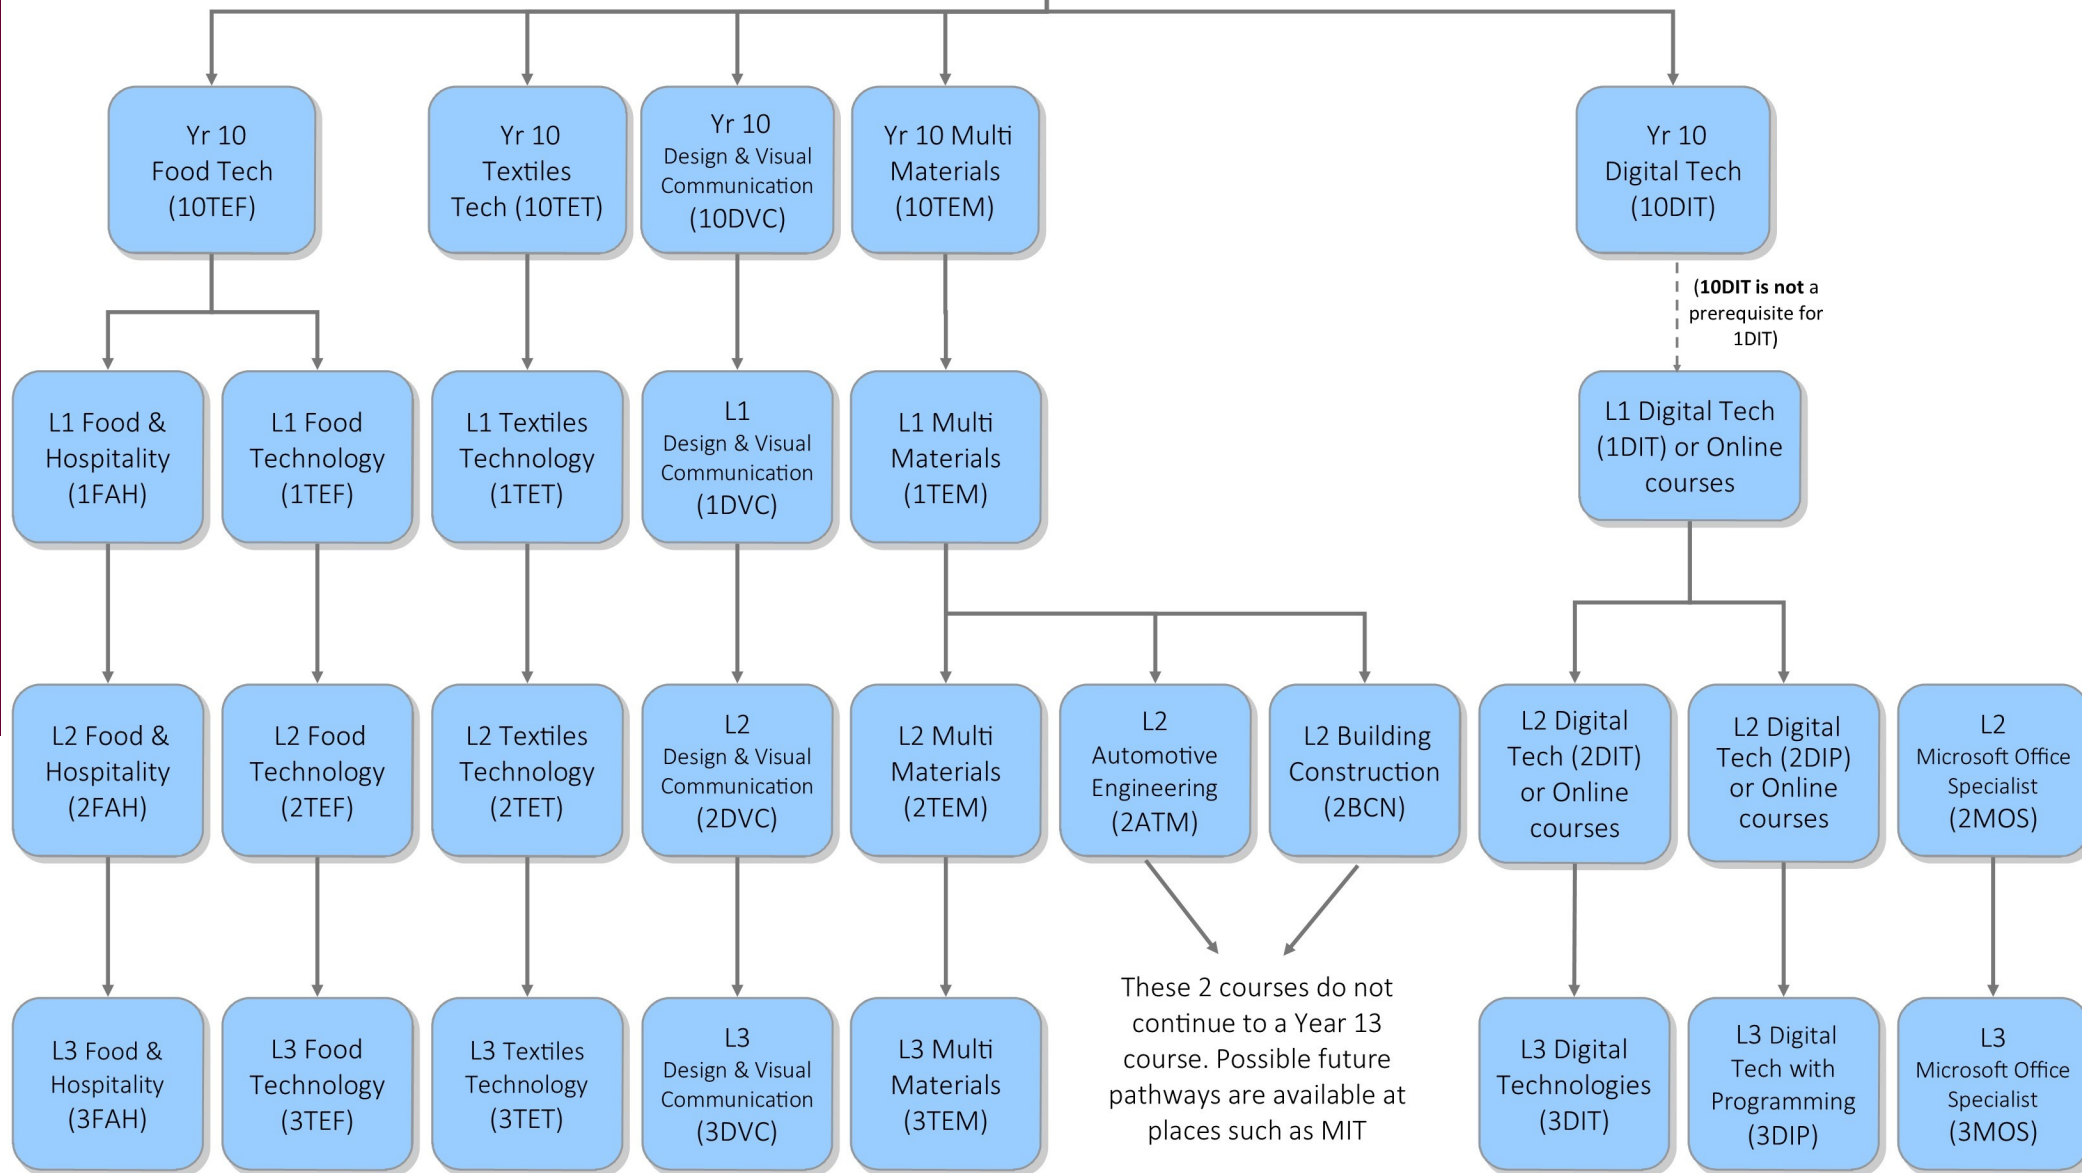 Yr 10
Food Tech
(10TEF)
Yr 10
Textiles
Tech (10TET)
Yr 10
Design & Visual
Communication
(10DVC)
Yr 10 Multi
Materials
(10TEM)
Yr 10
Digital Tech
(10DIT)
(10DIT is not a
prerequisite for
1DIT)
L1 Food &
Hospitality
(1FAH)
L1 Food
Technology
(1TEF)
L1 Textiles
Technology
(1TET)
L1
Design & Visual
Communication
(1DVC)
L1 Multi
Materials
(1TEM)
L1 Digital Tech
(1DIT) or Online
courses
L2 Food &
Hospitality
(2FAH)
L2 Food
Technology
(2TEF)
L2 Textiles
Technology
(2TET)
L2
Design & Visual
Communication
(2DVC)
L2 Multi
Materials
(2TEM)
L2
Automotive
Engineering
(2ATM)
L2 Building
Construction
(2BCN)
L2 Digital
Tech (2DIT)
or Online
courses
L2 Digital
Tech (2DIP)
or Online
courses
L2
Microsoft Office
Specialist
(2MOS)
L3 Food &
Hospitality
(3FAH)
L3 Food
Technology
(3TEF)
L3 Textiles
Technology
(3TET)
L3
Design & Visual
Communication
(3DVC)
L3 Multi
Materials
(3TEM)
These 2 courses do not
continue to a Year 13
course. Possible future
pathways are available at
places such as MIT
L3 Digital
Technologies
(3DIT)
L3 Digital
Tech with
Programming
(3DIP)
L3
Microsoft Office
Specialist
(3MOS)